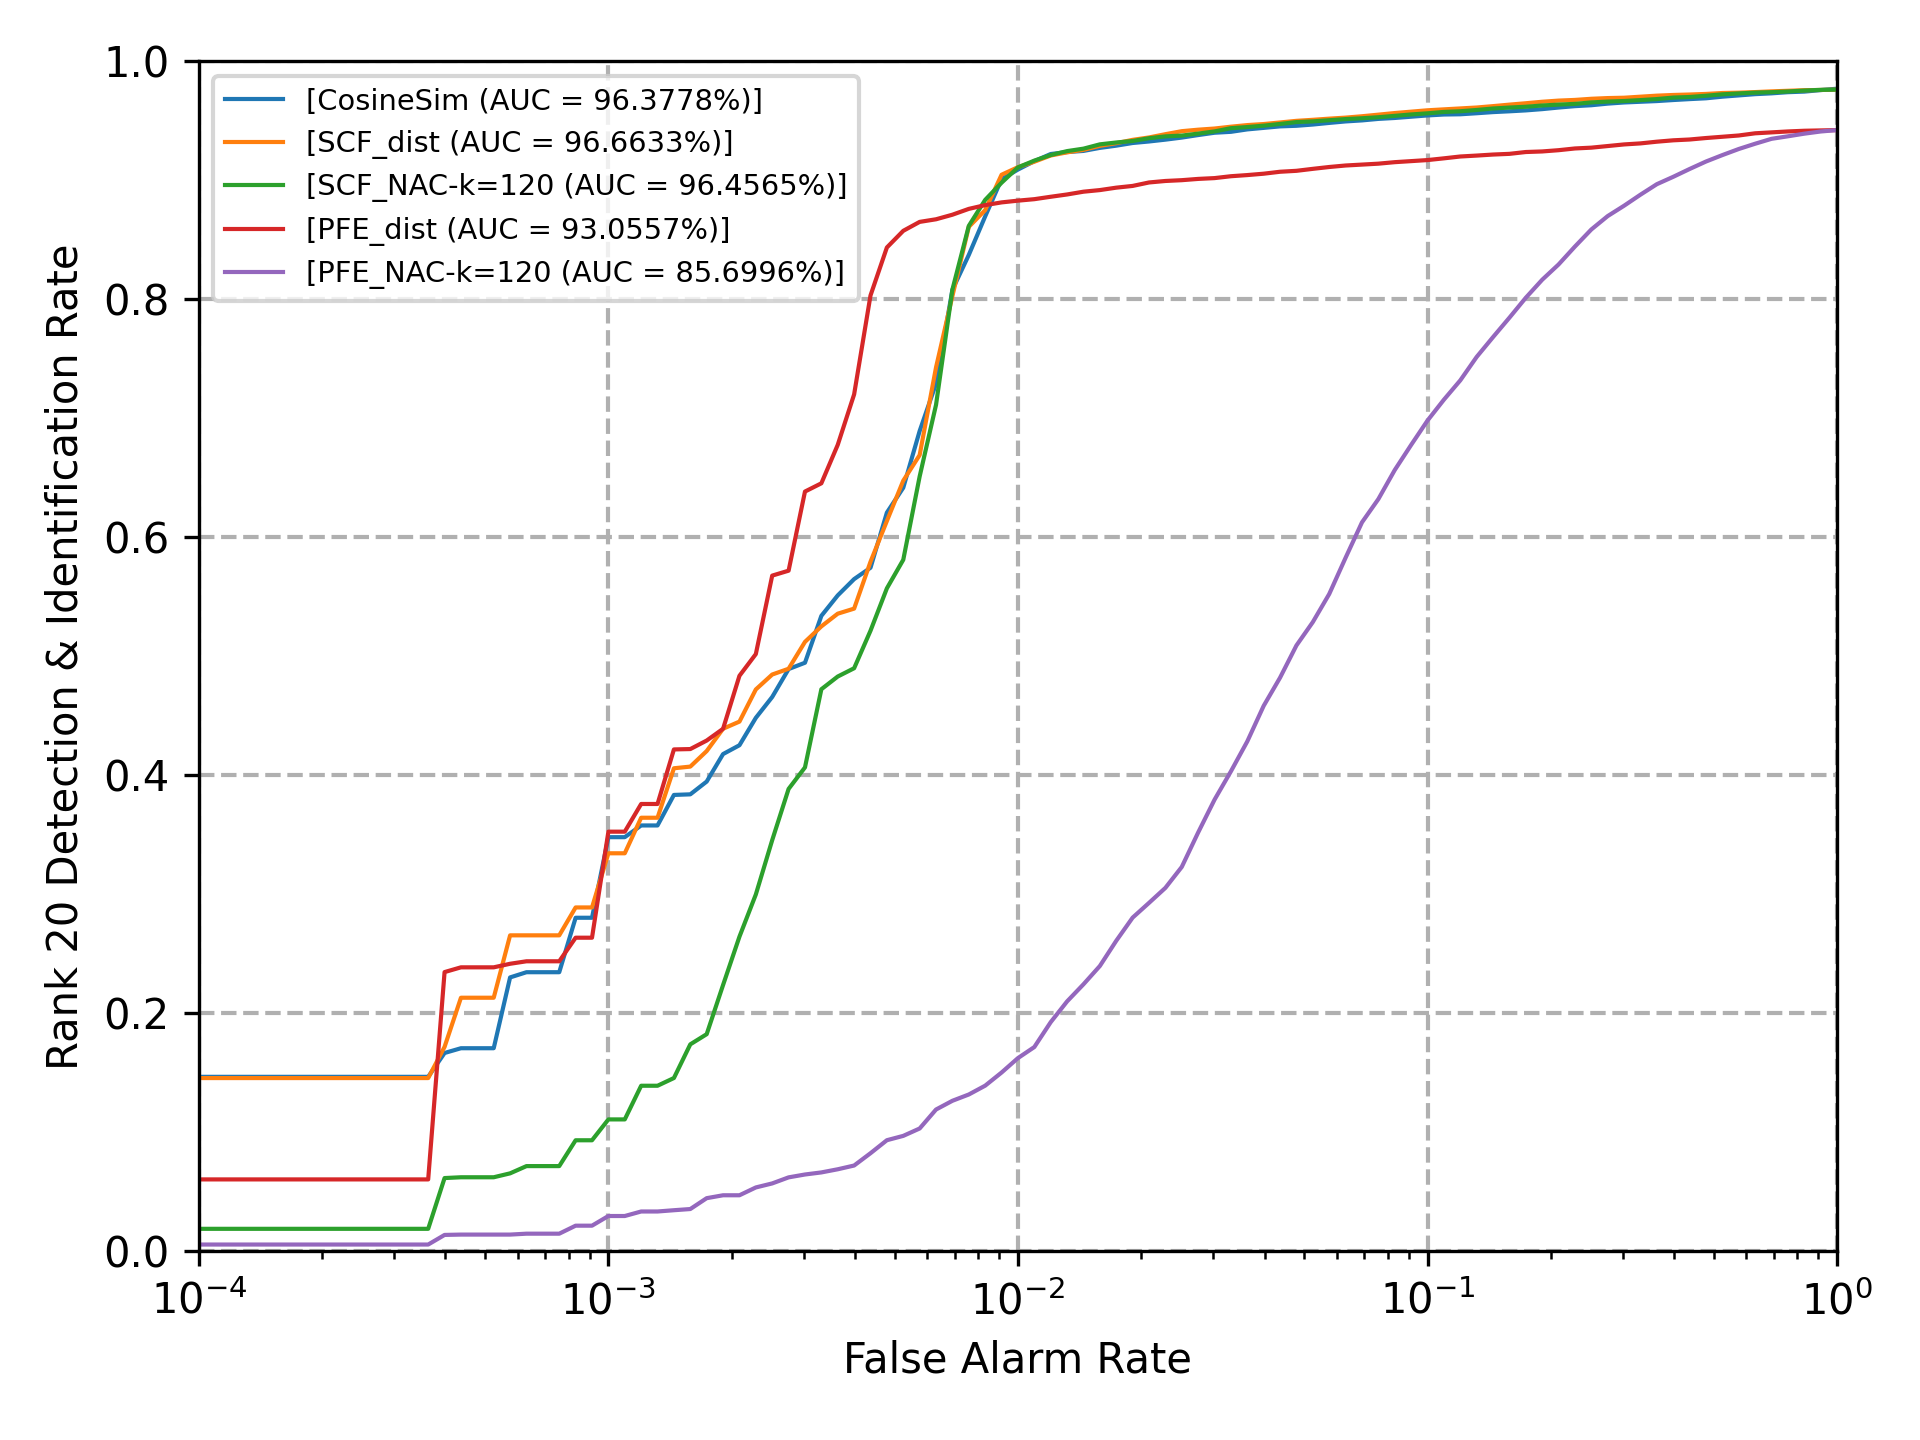 [CosineSim (AUC = 96.3778%)]
[SCF_dist (AUC = 96.6633%)]
[SCF_NAC-k=120 (AUC = 96.4565%)]
[PFE_dist (AUC = 93.0557%)]
[PFE_NAC-k=120 (AUC = 85.6996%)]
Rank 20 Detection & Identification Rate
1.0
0.8
0.6
0.4
0.2
0.0
10⁻⁴ 10⁻³ 10⁻² 10⁻¹ 10⁰
False Alarm Rate